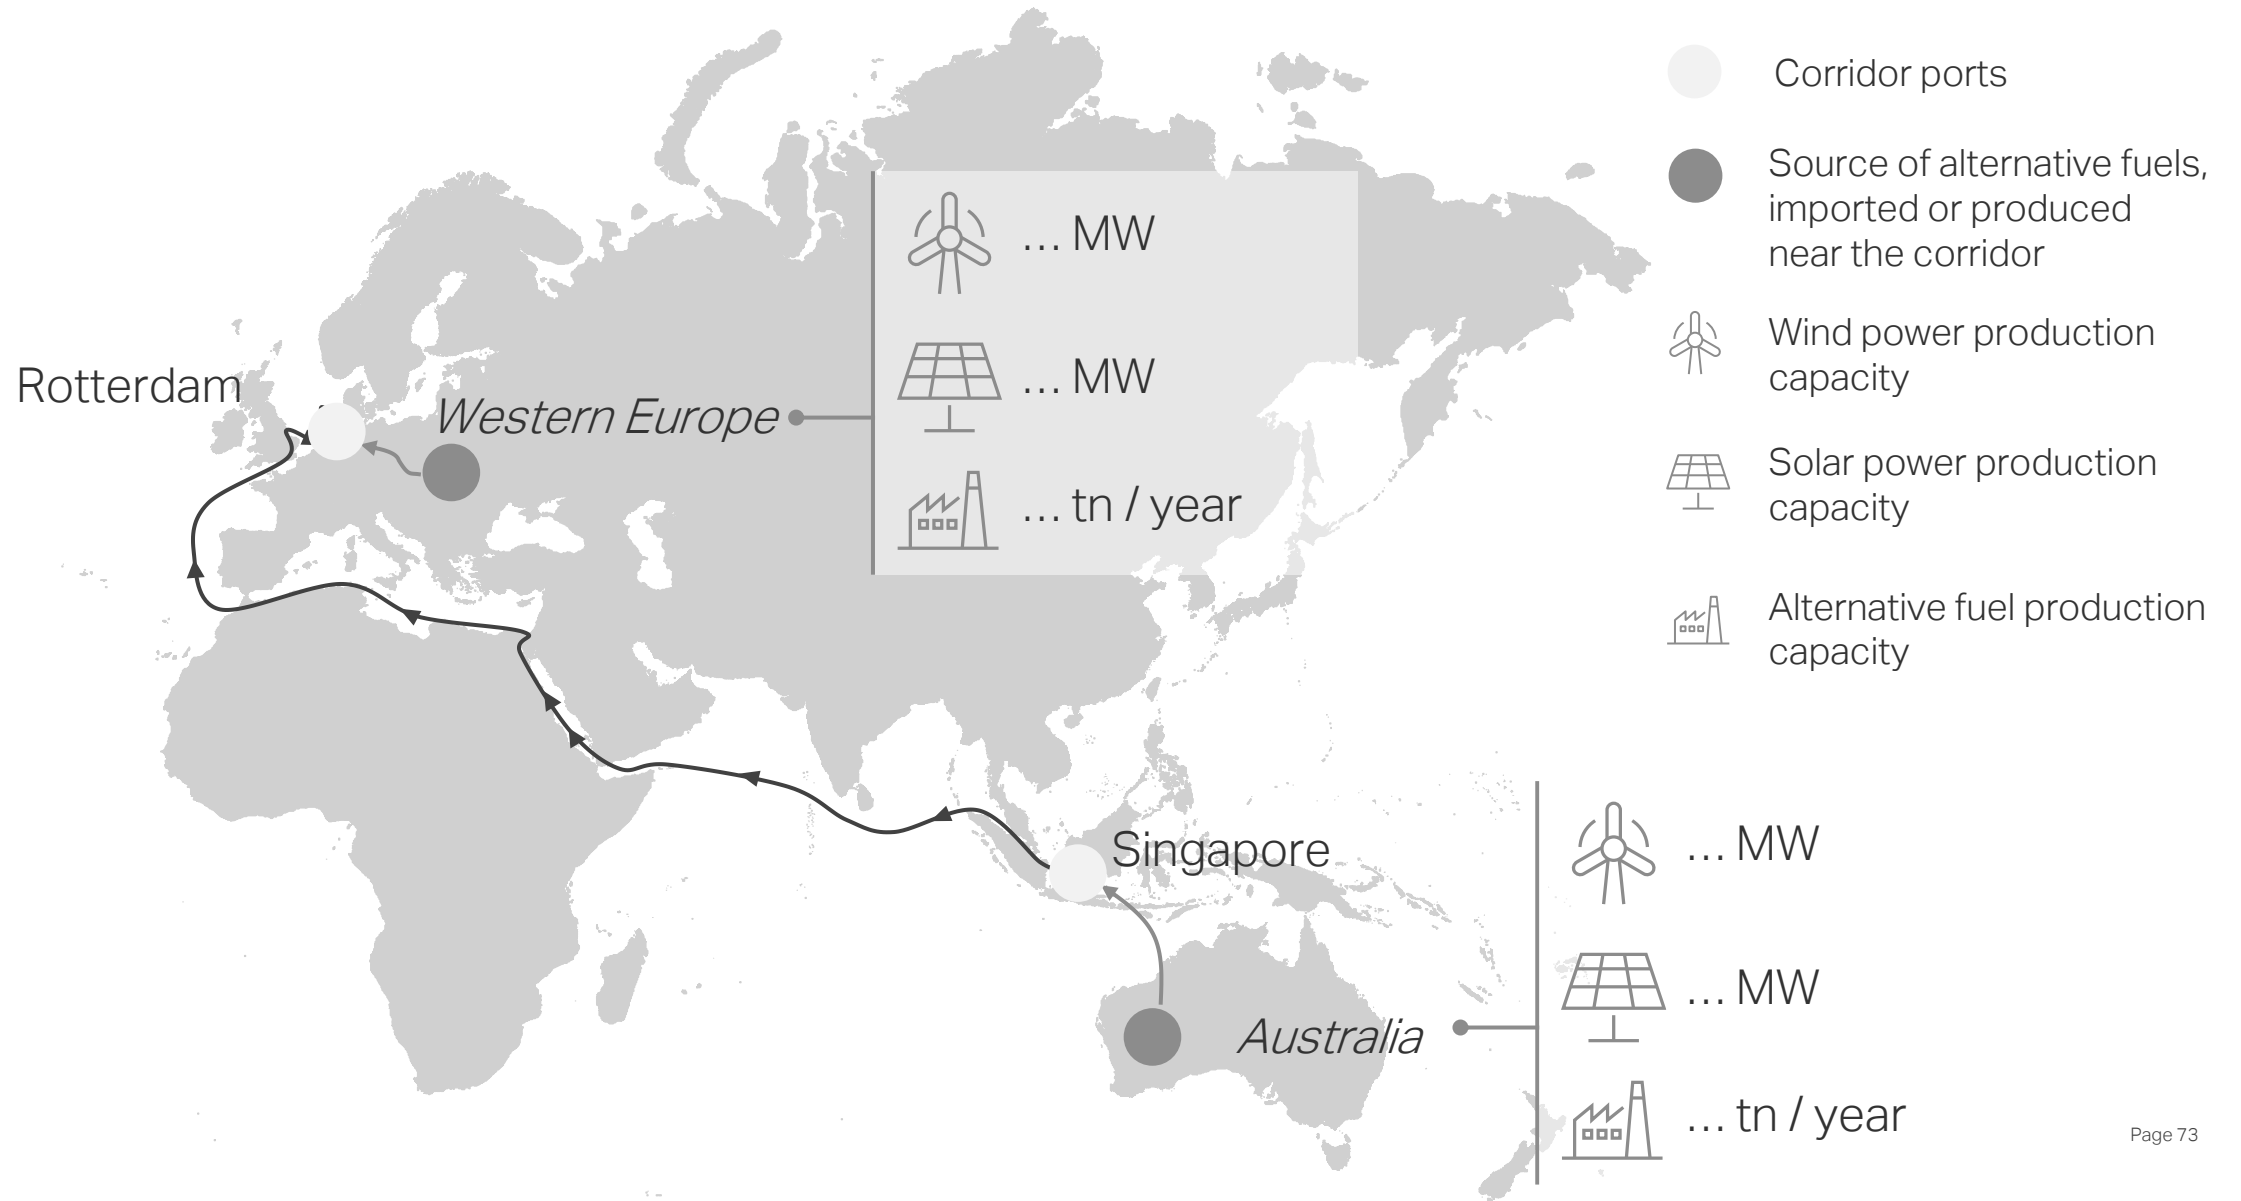 Corridor ports
Source of alternative fuels,
imported or produced
near the corridor
Wind power production
capacity
Solar power production
capacity
Alternative fuel production
capacity
Rotterdam
Western Europe
... MW
... MW
... tn / year
Singapore
Australia
... MW
... MW
... tn / year
Page 73